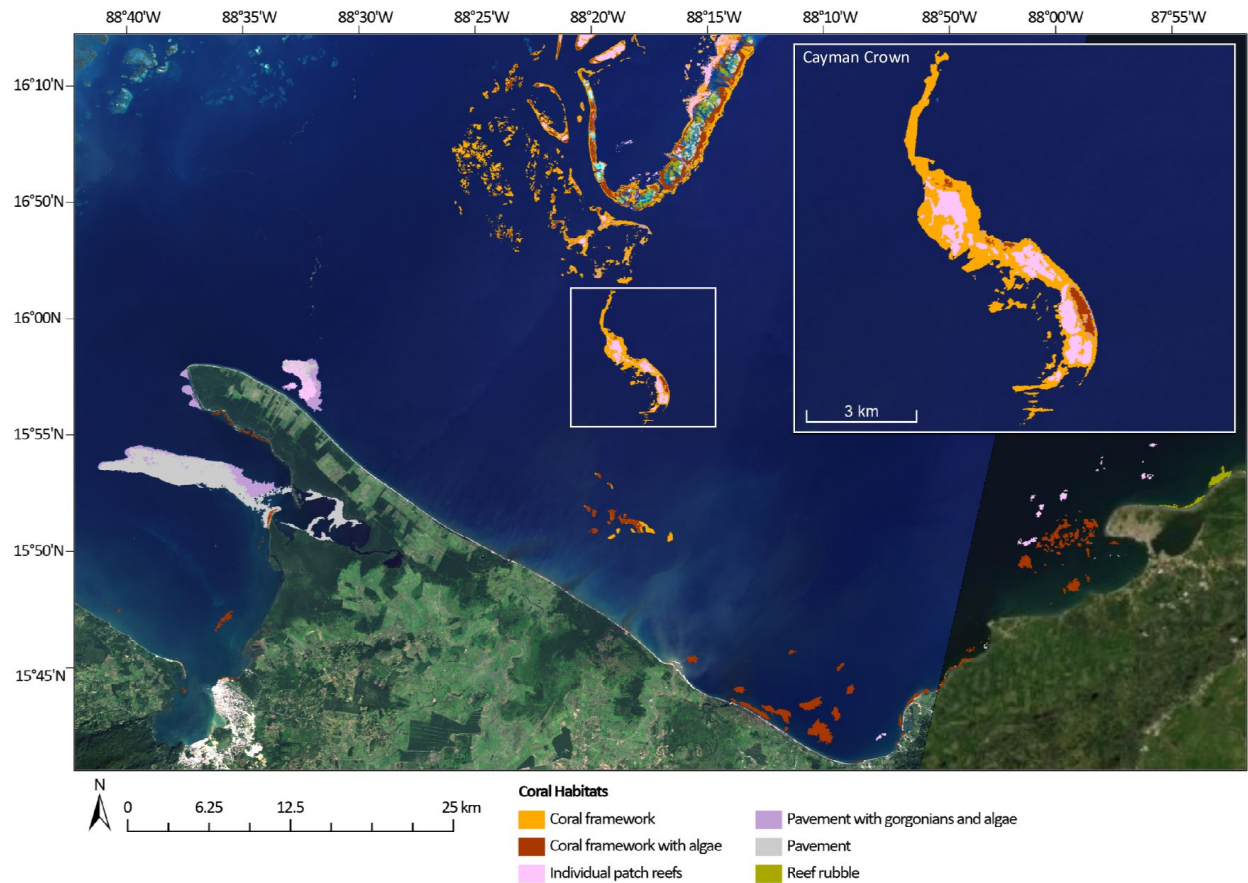 88°40'W 88°35'W 88°30'W 88°25'W 88°20'W 88°15'W 88°10'W 88°05'W 88°00'W 87°55'W
16°10'N
16°50'N
16°00'N
15°55'N
15°50'N
15°45'N
Cayman Crown
3 km
N
0 6.25 12.5 25 km
Coral Habitats
Coral framework
Coral framework with algae
Individual patch reefs
Pavement with gorgonians and algae
Pavement
Reef rubble